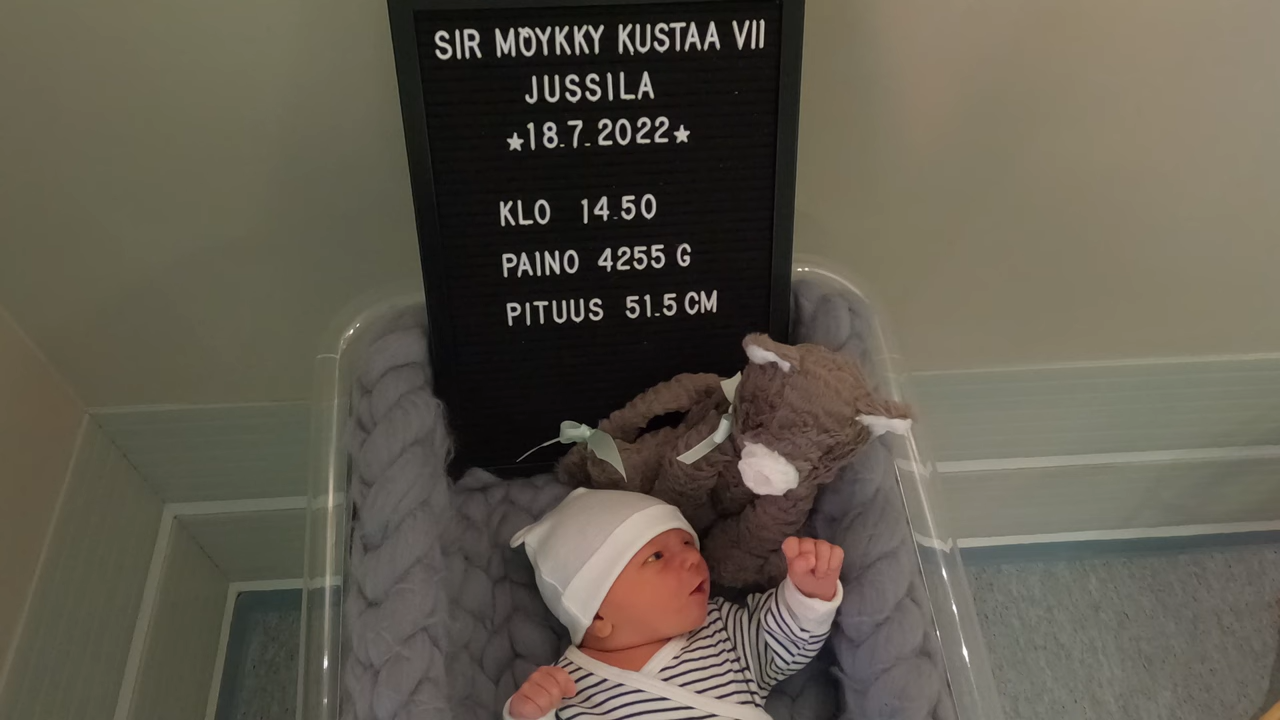 SIR MÖYKKY KUSTAA VII
JUSSILA
★18.7.2022★
KLO 14.50
PAINO 4255 G
PITUUS 51.5 CM